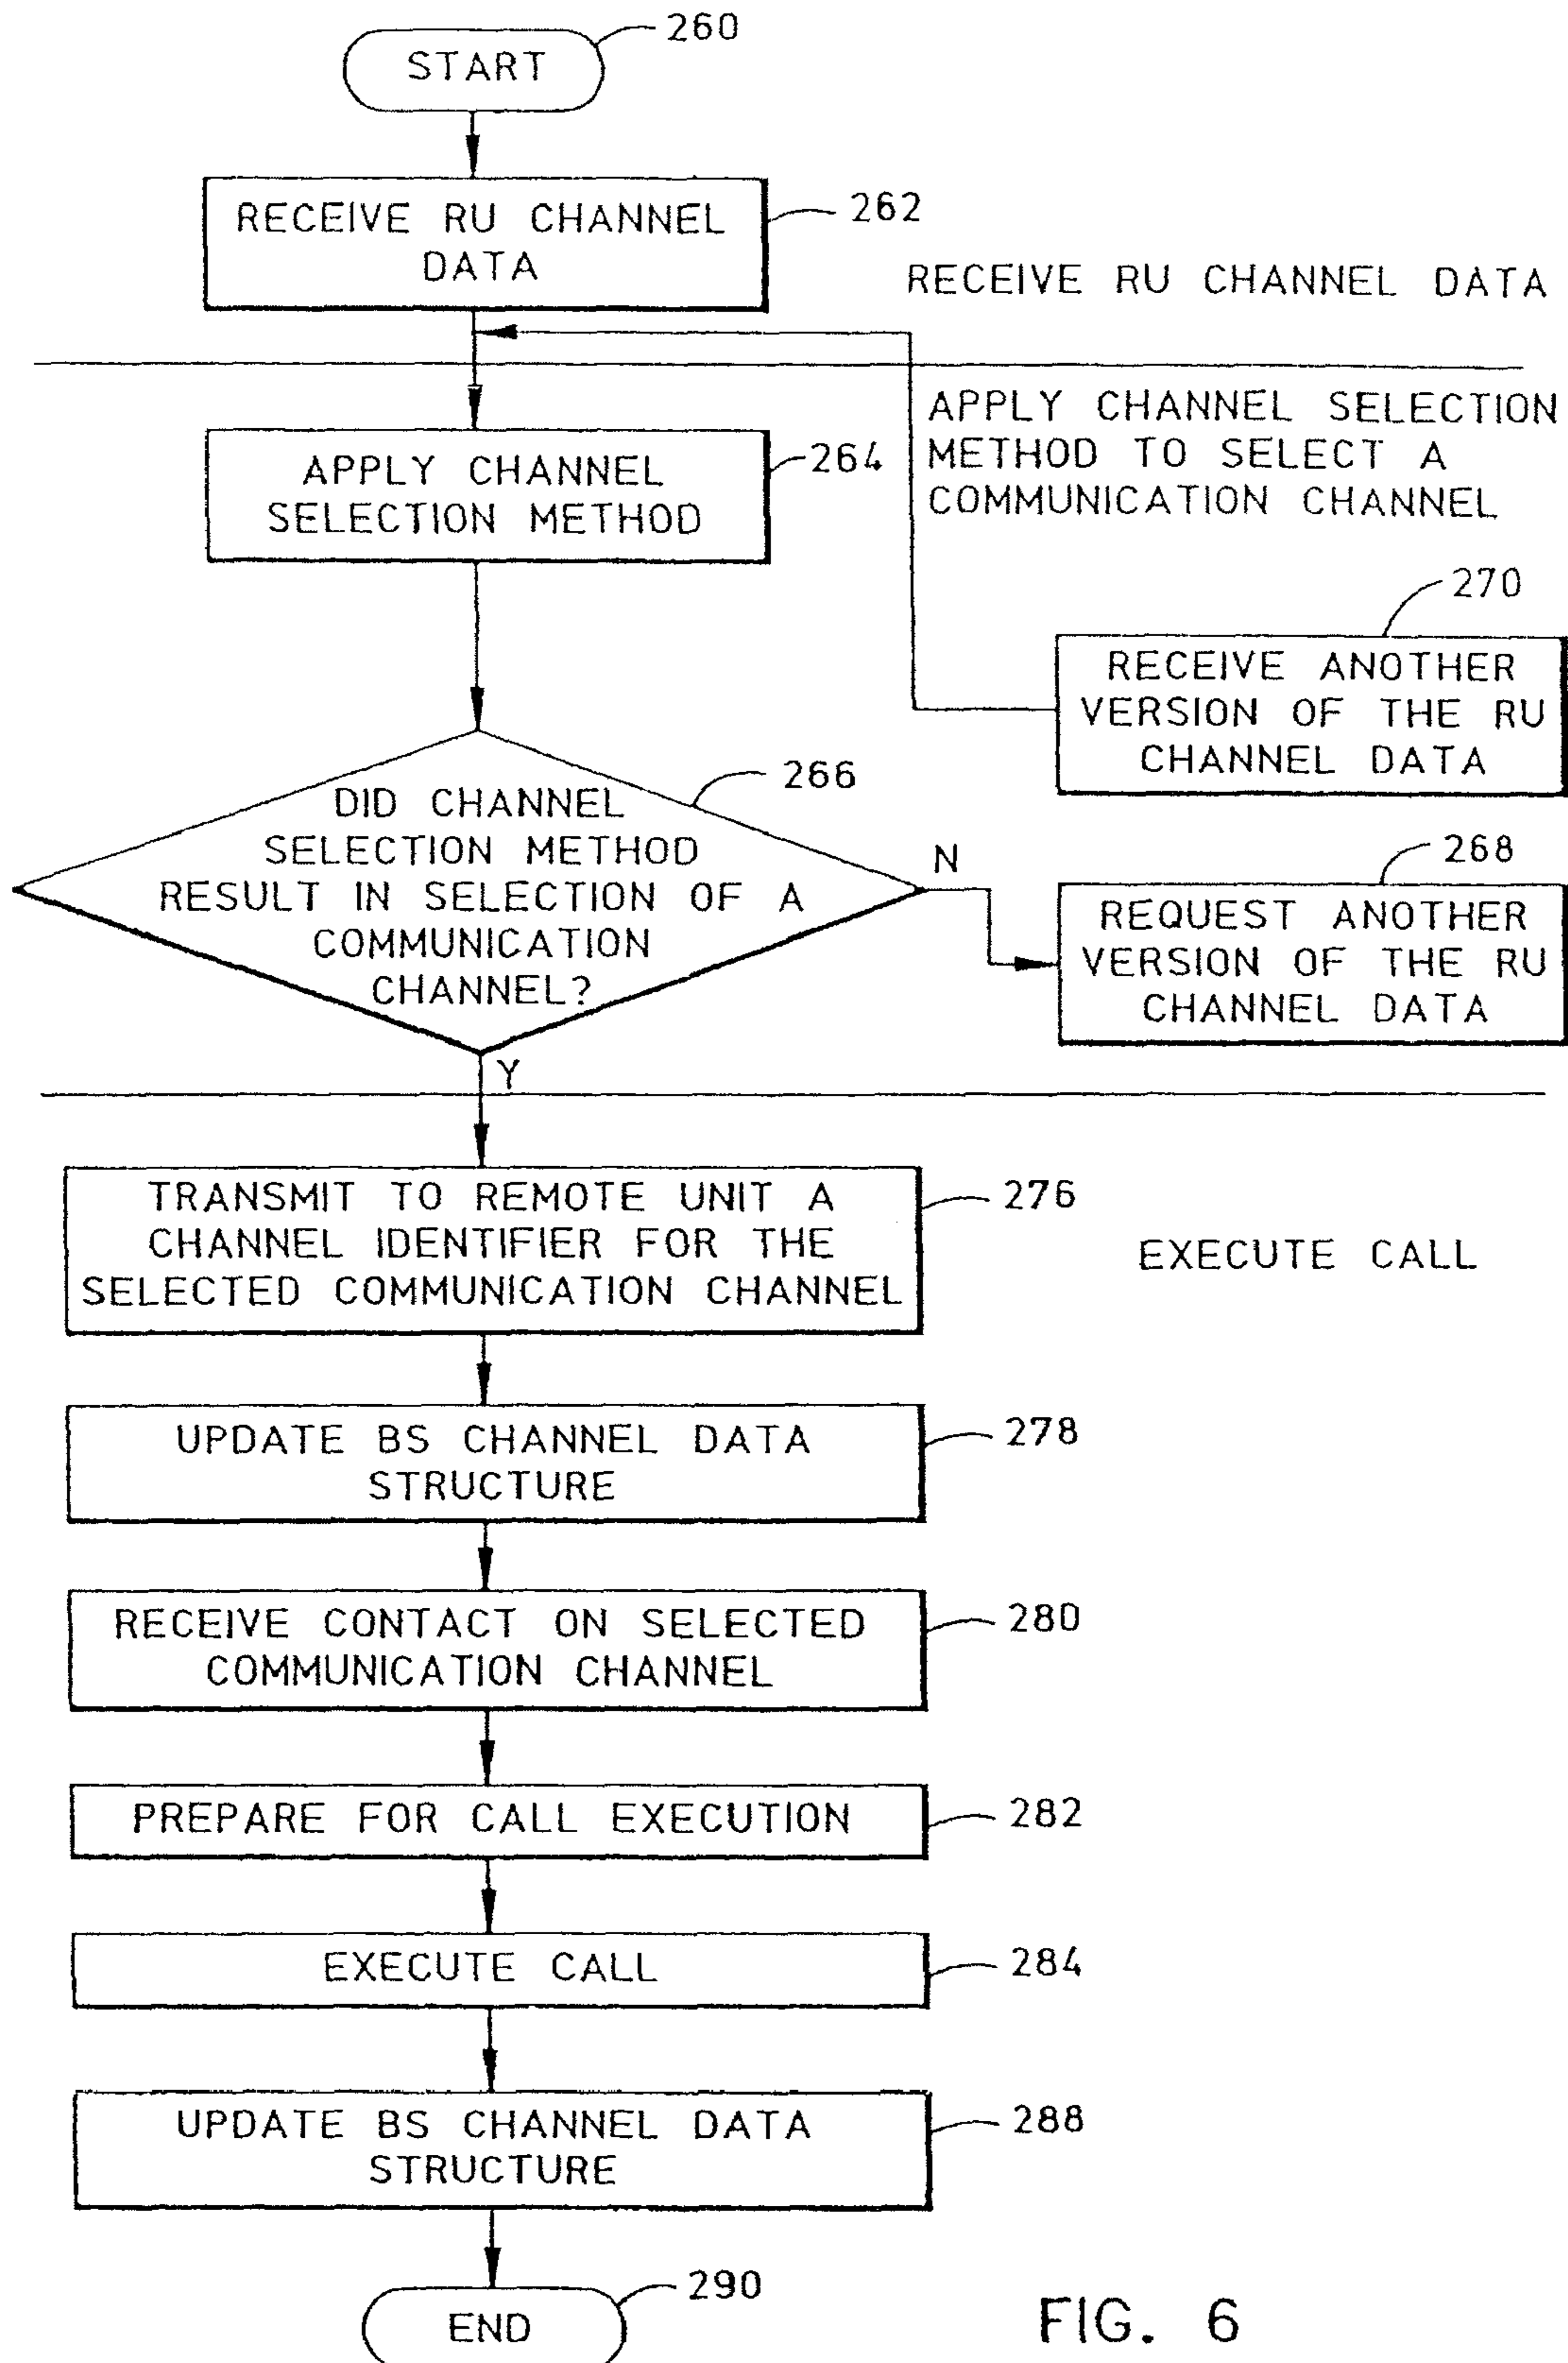 START
260
RECEIVE RU CHANNEL
DATA
262
RECEIVE RU CHANNEL DATA
APPLY CHANNEL SELECTION
METHOD TO SELECT A
COMMUNICATION CHANNEL
APPLY CHANNEL
SELECTION METHOD
264
270
RECEIVE ANOTHER
VERSION OF THE RU
CHANNEL DATA
DID CHANNEL
SELECTION METHOD
RESULT IN SELECTION OF A
COMMUNICATION
CHANNEL?
266
N
268
REQUEST ANOTHER
VERSION OF THE RU
CHANNEL DATA
Y
TRANSMIT TO REMOTE UNIT A
CHANNEL IDENTIFIER FOR THE
SELECTED COMMUNICATION CHANNEL
276
EXECUTE CALL
UPDATE BS CHANNEL DATA
STRUCTURE
278
RECEIVE CONTACT ON SELECTED
COMMUNICATION CHANNEL
280
PREPARE FOR CALL EXECUTION
282
EXECUTE CALL
284
UPDATE BS CHANNEL DATA
STRUCTURE
288
END
290
FIG. 6